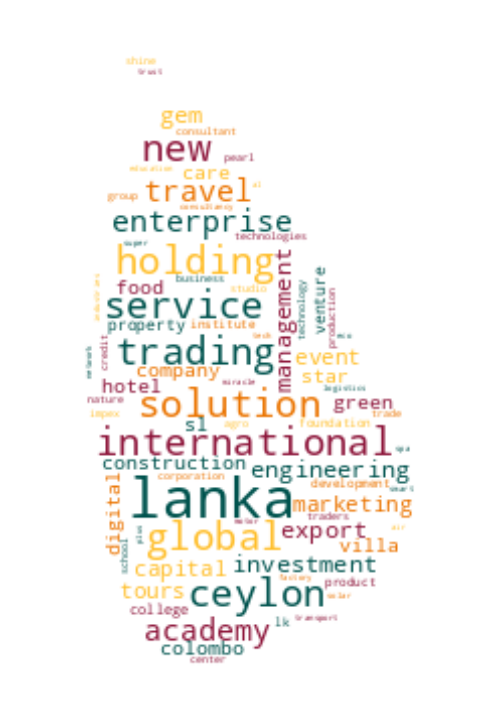 shine
trust
gem
consultant
new
pearl
education
care
group travel al
consultancy
enterprise
technologies
super
holding
management
business
food
studio
industries
technology
venture
production
service
property institute
eco
tech
credit
network
trading
event
company
star
hotel
miracle
logistics
nature
solution
green
impex
trade
sl
agro
foundation
international
spa
construction
engineering
corporation
development
smart
digital
lanka
marketing
motor
traders
school
plus
global
export
air
villa
capital
investment
factory
product
tours
ceylon
solar
college
transport
lk
academy
colombo
center